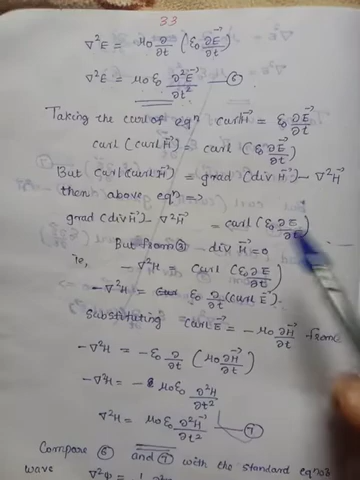 33
∇²E = μ₀ ∂/∂t (ε₀ ∂E⃗/∂t)
∇²E⃗ = μ₀ ε₀ ∂²E⃗/∂t² — ⑥
Taking the curl of eqⁿ curl H⃗ = ε₀ ∂E⃗/∂t
curl (curl H⃗) = curl (ε₀ ∂E⃗/∂t)
But (curl curl H⃗) = grad (div H⃗) - ∇²H⃗
then above eqⁿ =>
grad (div H⃗) - ∇²H⃗ = curl (ε₀ ∂E/∂t)
But from ③ - div H⃗ = 0
ie, -∇²H = curl (ε₀ ∂E/∂t)
-∇²H = ε₀ ∂/∂t (curl E⃗)
Substituting curl E⃗ = -μ₀ ∂H⃗/∂t from
-∇²H = -ε₀ ∂/∂t (μ₀ ∂H⃗/∂t)
-∇²H = - μ₀ε₀ ∂²H/∂t²
∇²H = μ₀ε₀ ∂²H⃗/∂t² — ⑦
Compare ⑥ and ⑦ with the standard eqⁿ of
wave